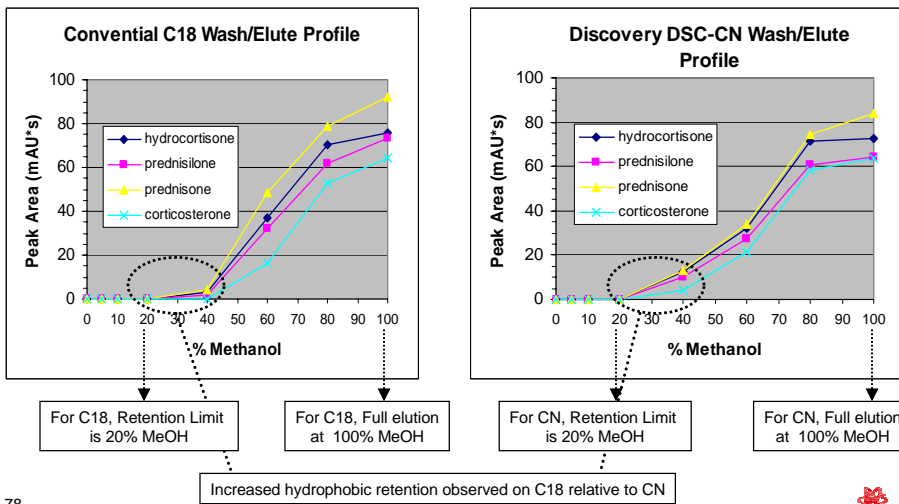 Convential C18 Wash/Elute Profile
100
80
60
40
20
0
Peak Area (mAU*s)
hydrocortisone
prednisilone
prednisone
corticosterone
0 10 20 30 40 50 60 70 80 90 100
% Methanol
For C18, Retention Limit
is 20% MeOH
For C18, Full elution
at 100% MeOH
Discovery DSC-CN Wash/Elute
Profile
100
80
60
40
20
0
Peak Area (mAU*s)
hydrocortisone
prednisilone
prednisone
corticosterone
0 10 20 30 40 50 60 70 80 90 100
% Methanol
For CN, Retention Limit
is 20% MeOH
For CN, Full elution
at 100% MeOH
Increased hydrophobic retention observed on C18 relative to CN
78